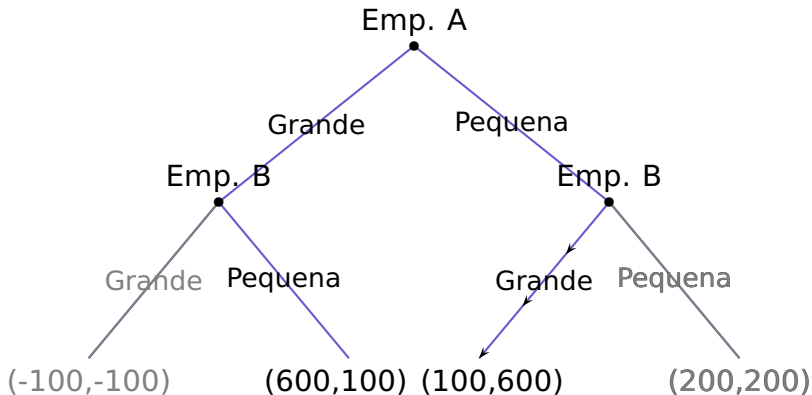 Emp. A
Grande
Pequena
Emp. B
Emp. B
Grande
Pequena
Grande
Pequena
(-100,-100)
(600,100)
(100,600)
(200,200)